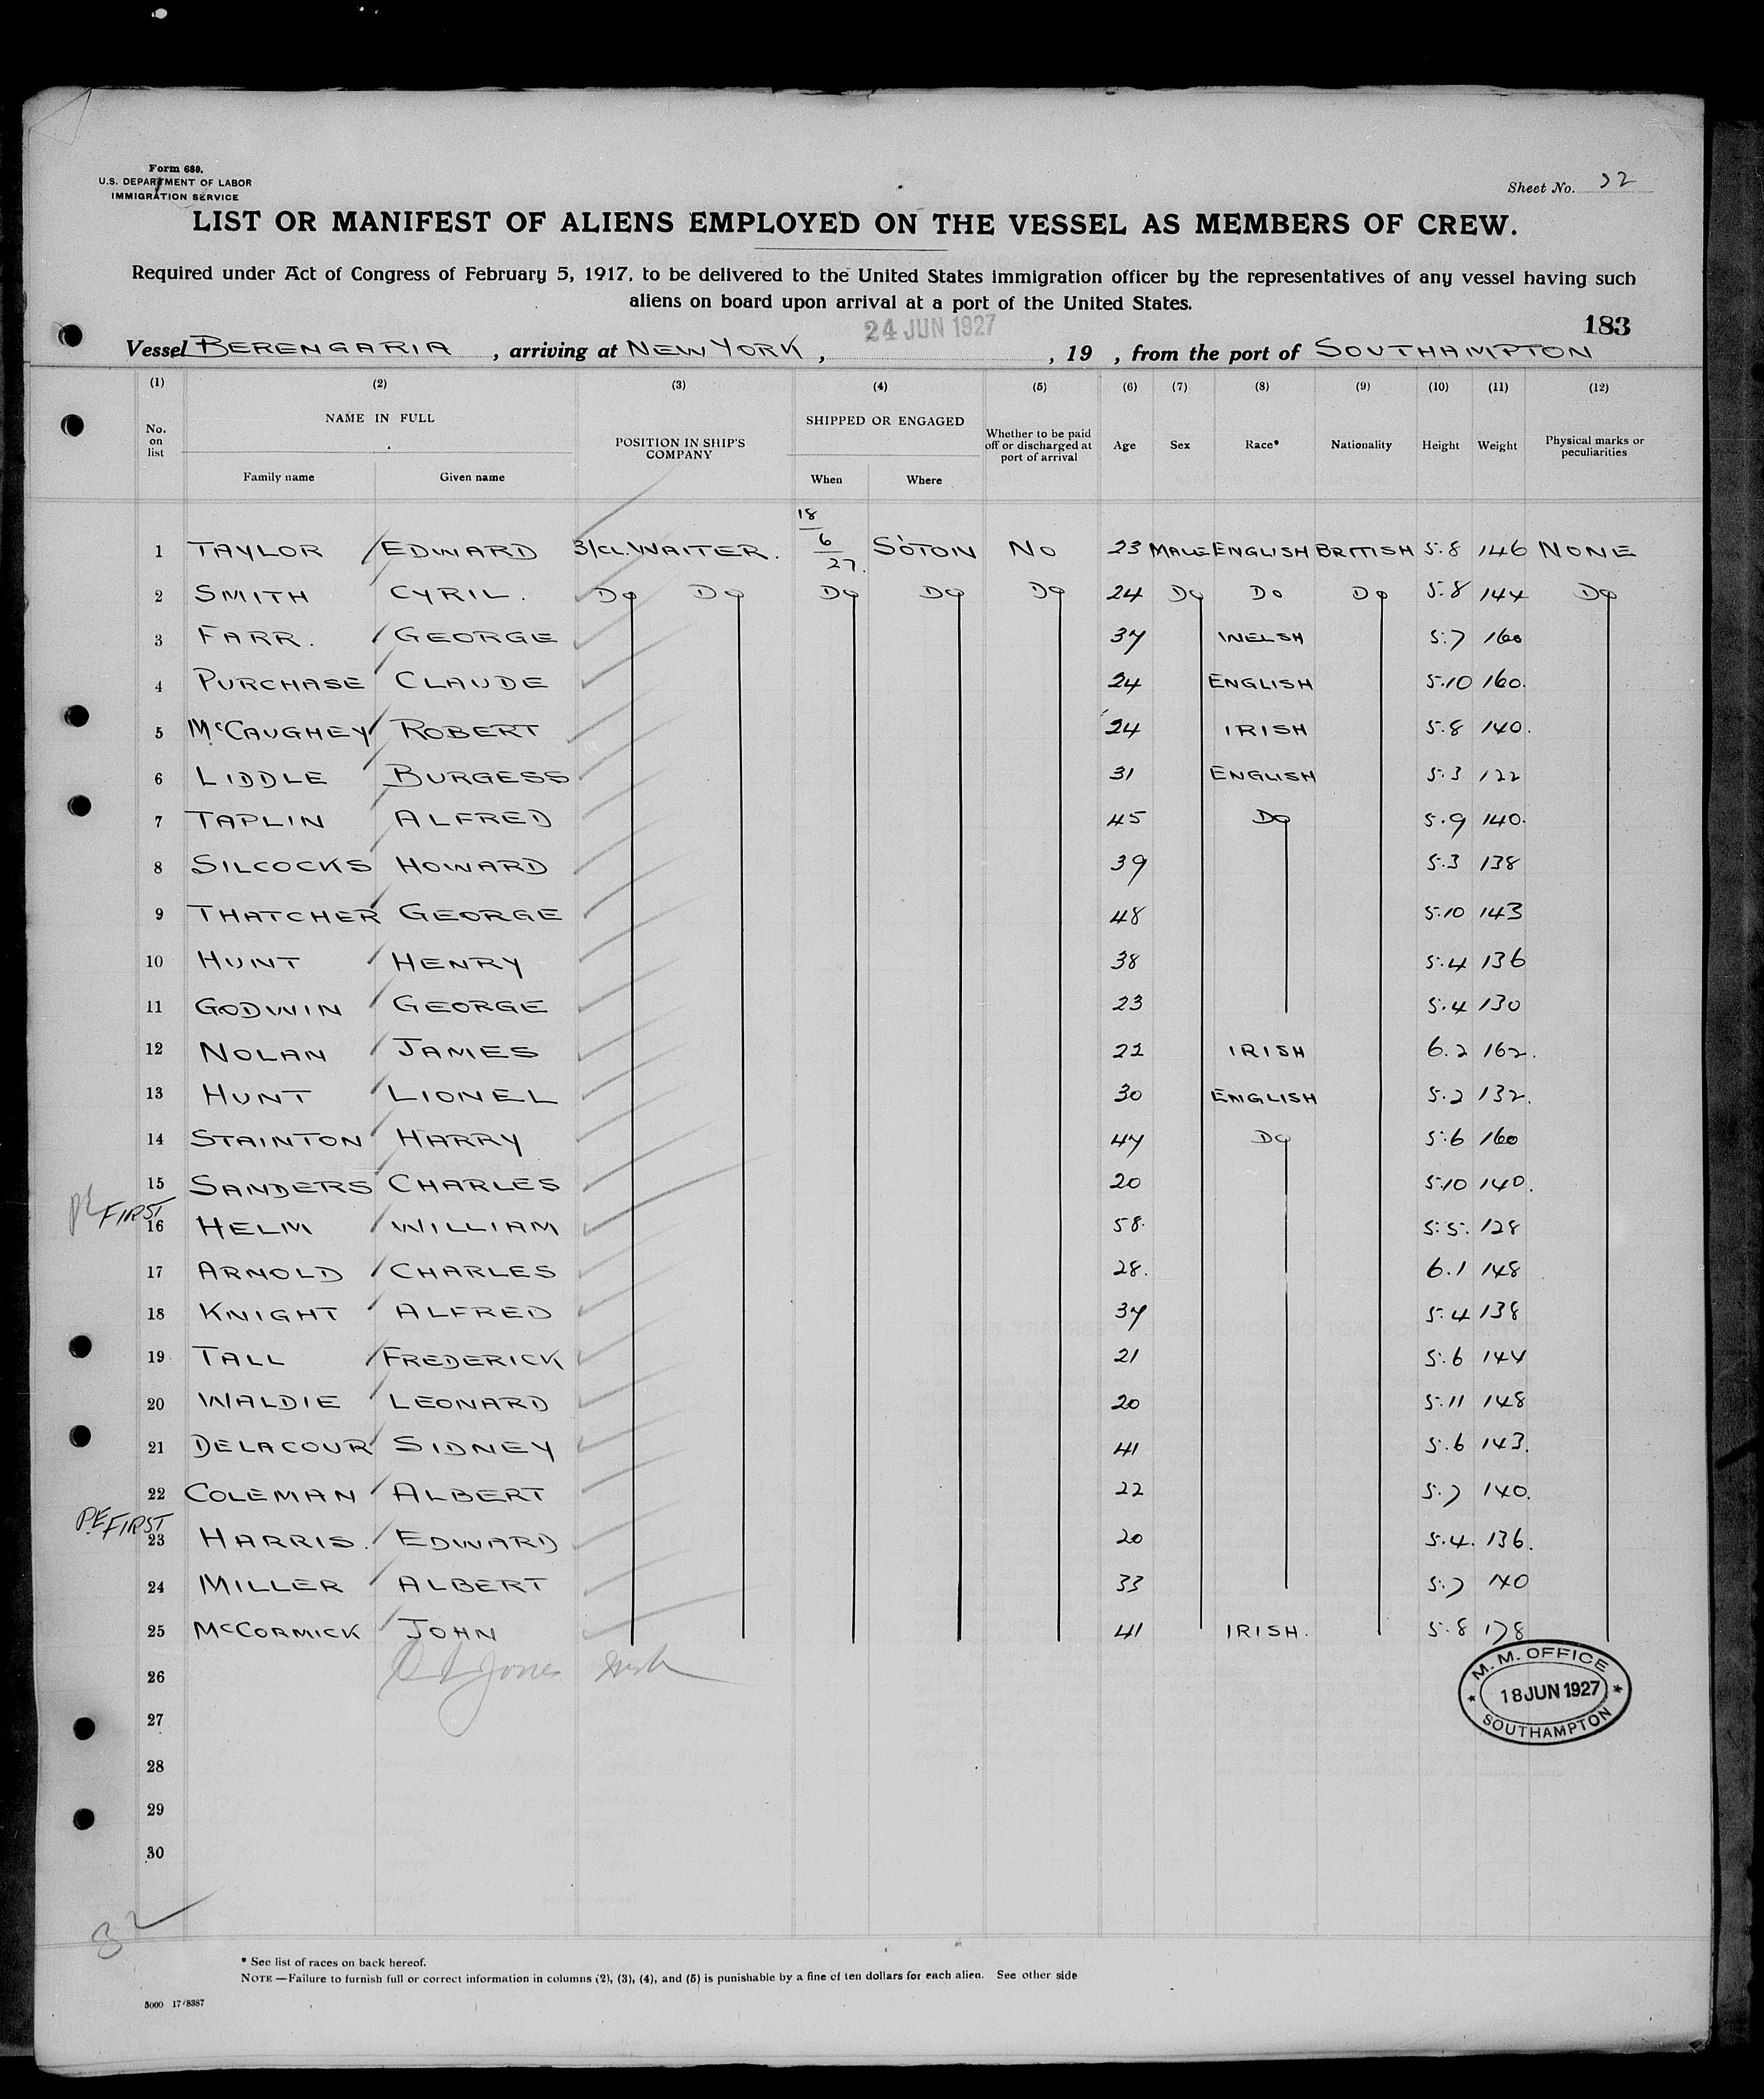 Form 680.
U.S. DEPARTMENT OF LABOR
IMMIGRATION SERVICE
Sheet No. 32
LIST OR MANIFEST OF ALIENS EMPLOYED ON THE VESSEL AS MEMBERS OF CREW.
Required under Act of Congress of February 5, 1917, to be delivered to the United States immigration officer by the representatives of any vessel having such
aliens on board upon arrival at a port of the United States.
24 JUN 1927
183
Vessel BERENGARIA , arriving at NEW YORK , , 19 , from the port of SOUTHAMPTON
(1) (2) (3) (4) (5) (6) (7) (8) (9) (10) (11) (12)
No. on list NAME IN FULL Family name Given name POSITION IN SHIP'S COMPANY SHIPPED OR ENGAGED When Where Whether to be paid off or discharged at port of arrival Age Sex Race* Nationality Height Weight Physical marks or peculiarities
1 TAYLOR EDWARD 3/CL. WAITER. 18/6/27. S'OTON NO 23 MALE ENGLISH BRITISH 5.8 146 NONE
2 SMITH CYRIL. DO DO DO DO DO 24 DO DO DO 5.8 144 DO
3 FARR. GEORGE 37 WELSH 5.7 160
4 PURCHASE CLAUDE 24 ENGLISH 5.10 160.
5 McCAUGHEY ROBERT 24 IRISH 5.8 140.
6 LIDDLE BURGESS 31 ENGLISH 5.3 122
7 TAPLIN ALFRED 45 DO 5.9 140.
8 SILCOCKS HOWARD 39 5.3 138
9 THATCHER GEORGE 48 5.10 143
10 HUNT HENRY 38 5.4 136
11 GODWIN GEORGE 23 5.4 130
12 NOLAN JAMES 22 IRISH 6.2 162.
13 HUNT LIONEL 30 ENGLISH 5.2 132.
14 STAINTON HARRY 47 DO 5.6 160
15 SANDERS CHARLES 20 5.10 140.
FIRST
16 HELM WILLIAM 58. 5.5. 128
17 ARNOLD CHARLES 28. 6.1 148
18 KNIGHT ALFRED 37 5.4 138
19 TALL FREDERICK 21 5.6 144
20 WALDIE LEONARD 20 5.11 148
21 DELACOUR SIDNEY 41 5.6 143.
22 COLEMAN ALBERT 22 5.7 140.
P.E FIRST
23 HARRIS. EDWARD 20 5.4. 136.
24 MILLER ALBERT 33 5.7 140
25 McCORMICK JOHN 41 IRISH. 5.8 178
26 Jones
M. M. OFFICE
18 JUN 1927
SOUTHAMPTON
27
28
29
30
32
* See list of races on back hereof.
NOTE —Failure to furnish full or correct information in columns (2), (3), (4), and (5) is punishable by a fine of ten dollars for each alien. See other side
5000 17/8387